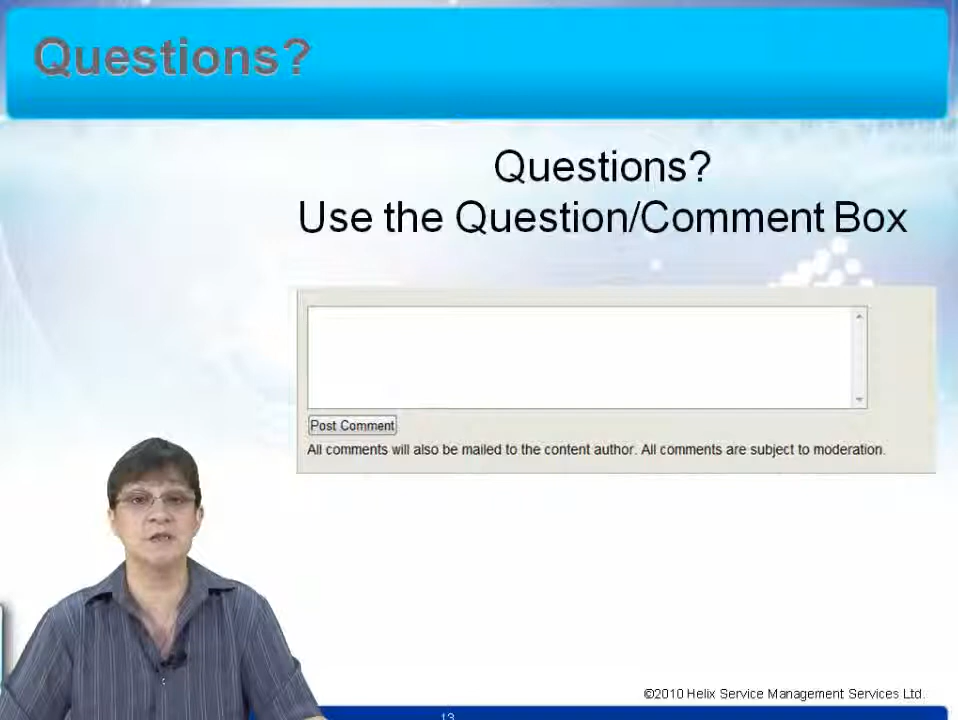 Questions?
Questions?
Use the Question/Comment Box
Post Comment
All comments will also be mailed to the content author. All comments are subject to moderation.
©2010 Helix Service Management Services Ltd.
13